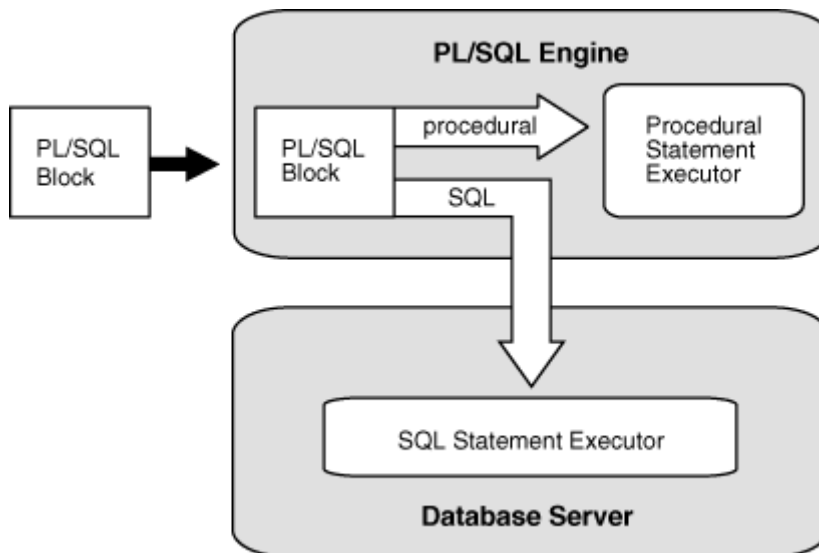 PL/SQL Engine
PL/SQL
Block
PL/SQL
Block
procedural
SQL
Procedural
Statement
Executor
SQL Statement Executor
Database Server